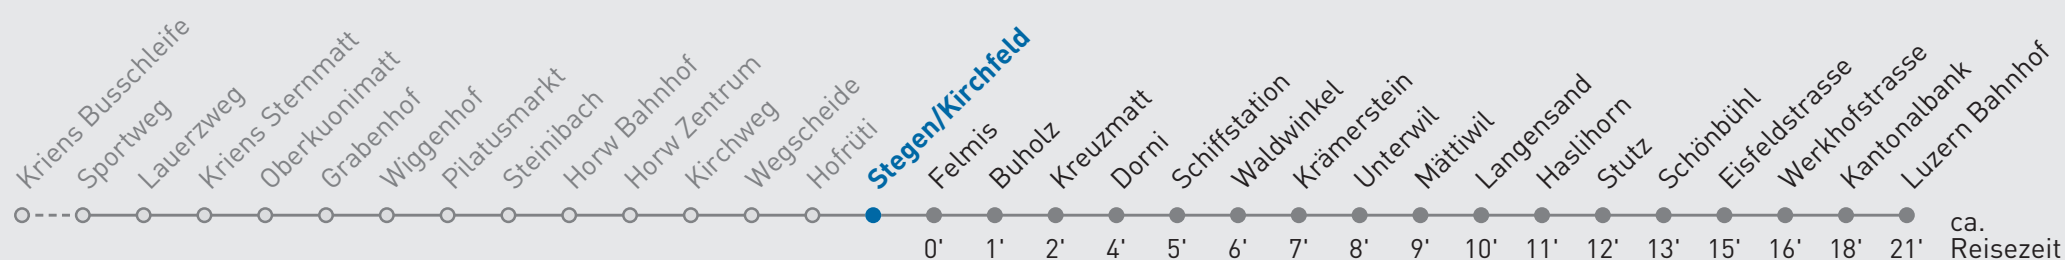 Kriens Busschleife
Sportweg
Lauerzweg
Kriens Sternmatt
Oberkuonimatt
Grabenhof
Wiggenhof
Pilatusmarkt
Steinibach
Horw Bahnhof
Horw Zentrum
Kirchweg
Wegscheide
Hofrüti
Stegen/Kirchfeld
Felmis
Buholz
Kreuzmatt
Dorni
Schiffstation
Waldwinkel
Krämerstein
Unterwil
Mättiwil
Langensand
Haslihorn
Stutz
Schönbühl
Eisfeldstrasse
Werkhofstrasse
Kantonalbank
Luzern Bahnhof
0' 1' 2' 4' 5' 6' 7' 8' 9' 10' 11' 12' 13' 15' 16' 18' 21'
ca.
Reisezeit